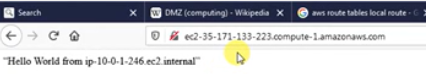 Search
W DMZ (computing) - Wikipedia
aws route tables local route - G
ec2-35-171-133-223.compute-1.amazonaws.com
"Hello World from ip-10-0-1-246.ec2.internal"